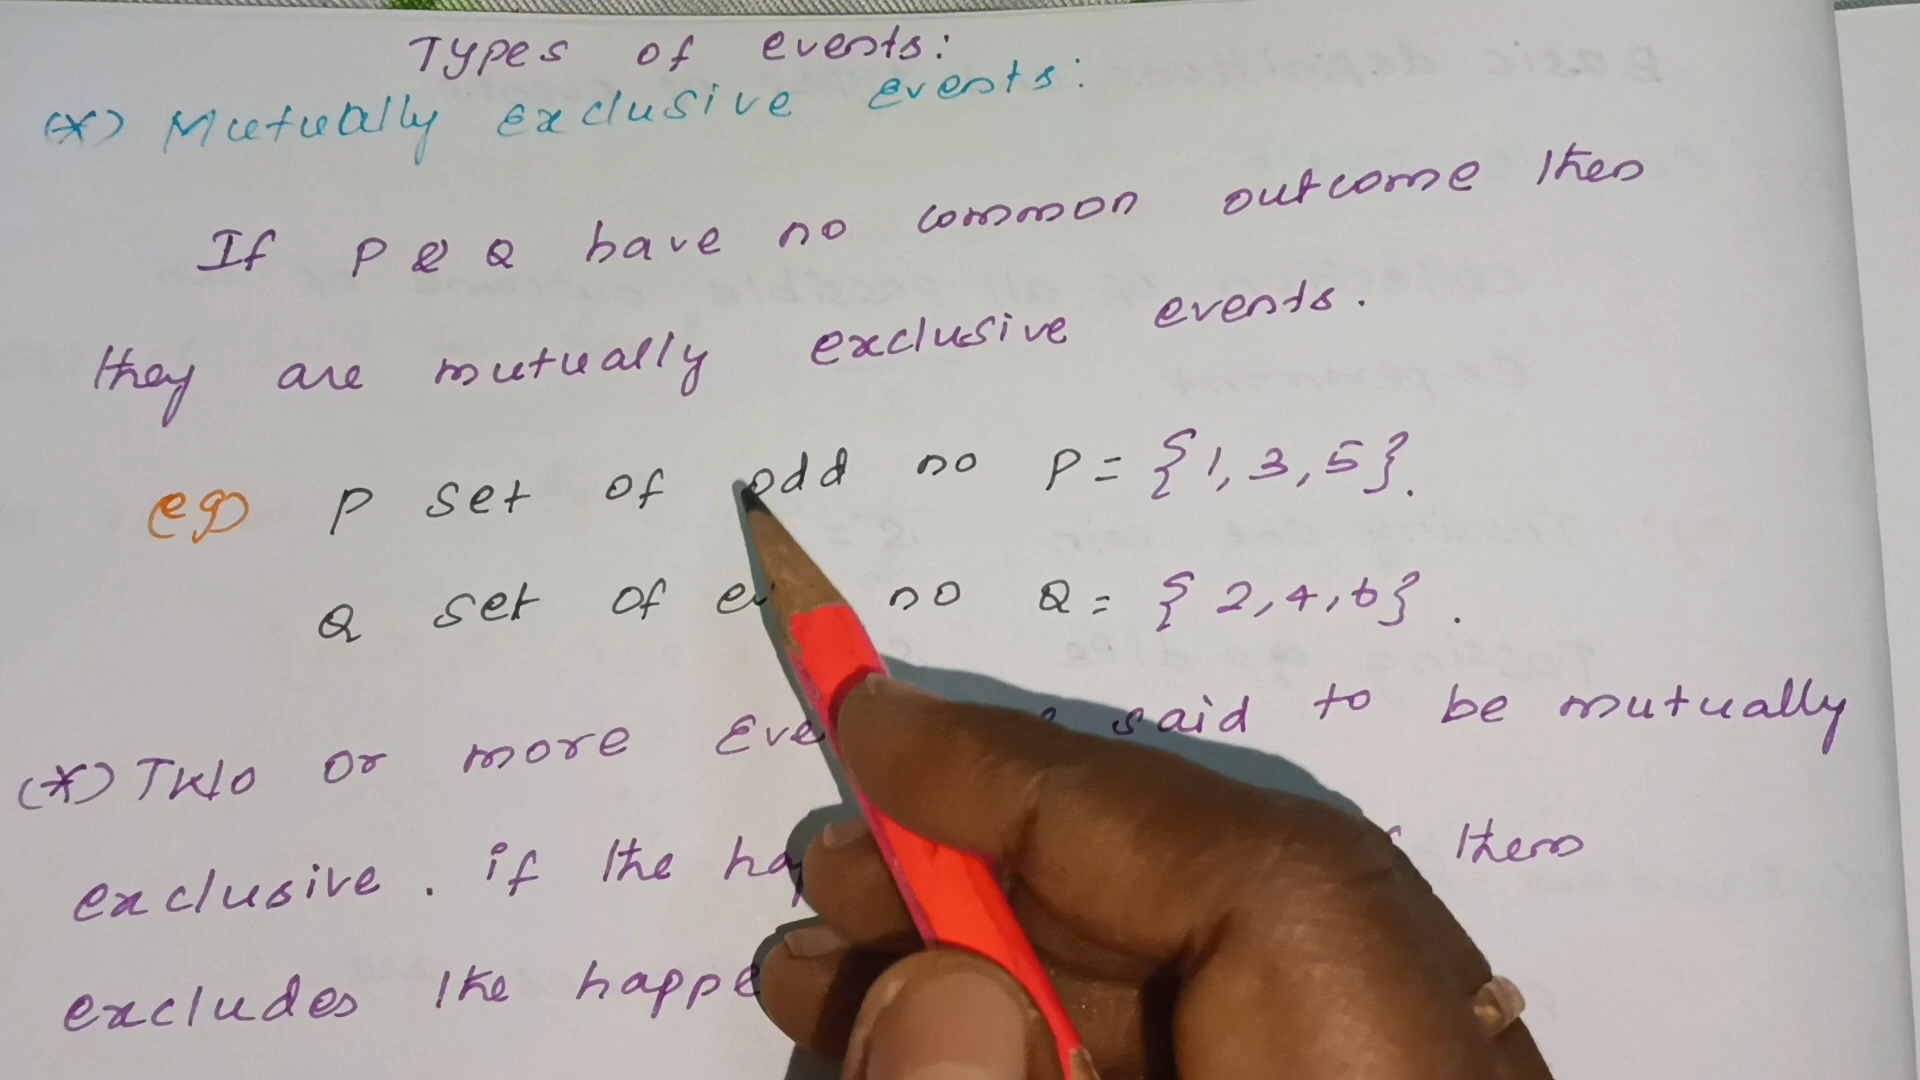 Types of events:
(*) Mutually exclusive events:
If P & Q have no common outcome then
they are mutually exclusive events.
eg) P set of odd no P = {1, 3, 5}.
Q set of no Q = {2, 4, 6}.
(*) Two or more said to be mutually
exclusive. if the them
excludes the